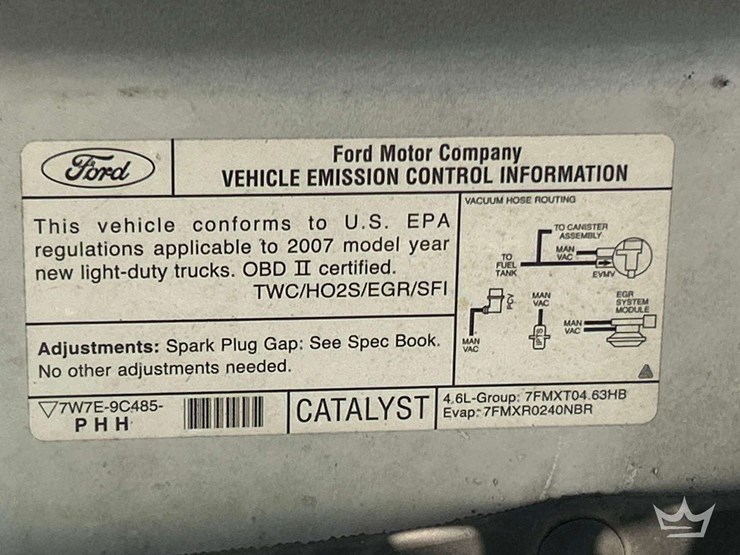 Ford
Ford Motor Company
VEHICLE EMISSION CONTROL INFORMATION
This vehicle conforms to U.S. EPA
regulations applicable to 2007 model year
new light-duty trucks. OBD II certified.
TWC/HO2S/EGR/SFI
Adjustments: Spark Plug Gap: See Spec Book.
No other adjustments needed.
VACUUM HOSE ROUTING
TO CANISTER
ASSEMBLY
MAN
VAC
TO
FUEL
TANK
EVMV
PCV
MAN
VAC
EGR
SYSTEM
MODULE
MAN
VAC
MAN
VAC
7W7E-9C485-
PHH
CATALYST
4.6L-Group: 7FMXT04.63HB
Evap: 7FMXR0240NBR